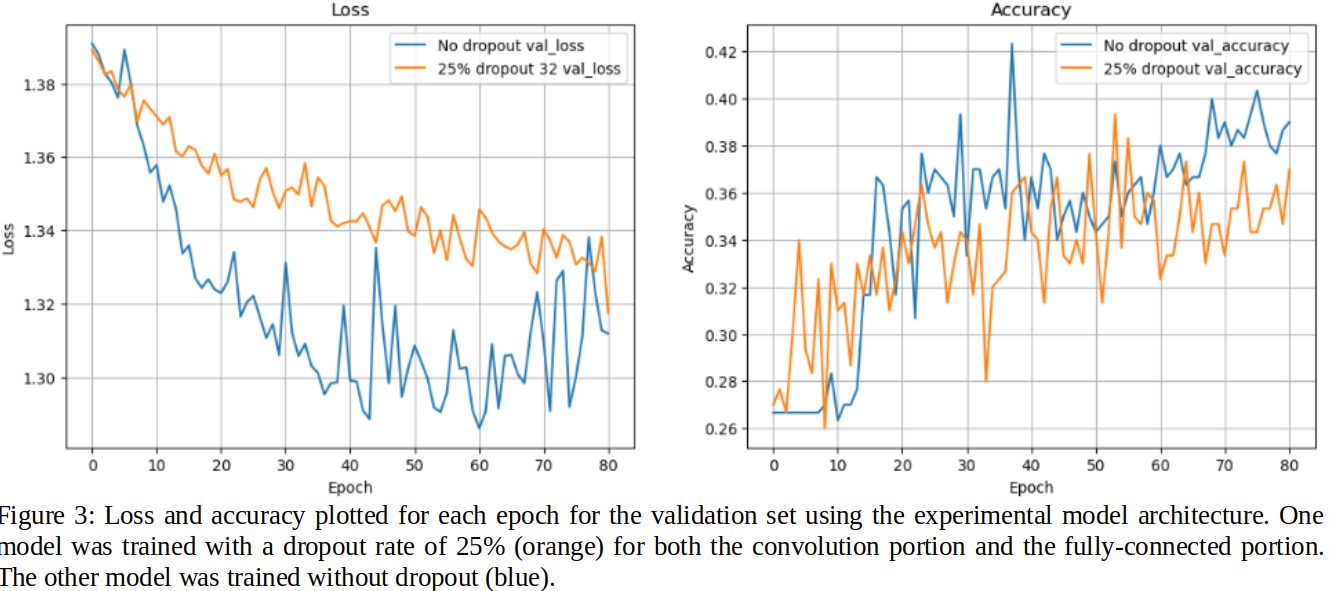 Loss
No dropout val_loss
25% dropout 32 val_loss
1.38
1.36
1.34
1.32
1.30
Loss
0 10 20 30 40 50 60 70 80
Epoch
Accuracy
No dropout val_accuracy
25% dropout val_accuracy
0.42
0.40
0.38
0.36
0.34
0.32
0.30
0.28
0.26
Accuracy
0 10 20 30 40 50 60 70 80
Epoch
Figure 3: Loss and accuracy plotted for each epoch for the validation set using the experimental model architecture. One
model was trained with a dropout rate of 25% (orange) for both the convolution portion and the fully-connected portion.
The other model was trained without dropout (blue).